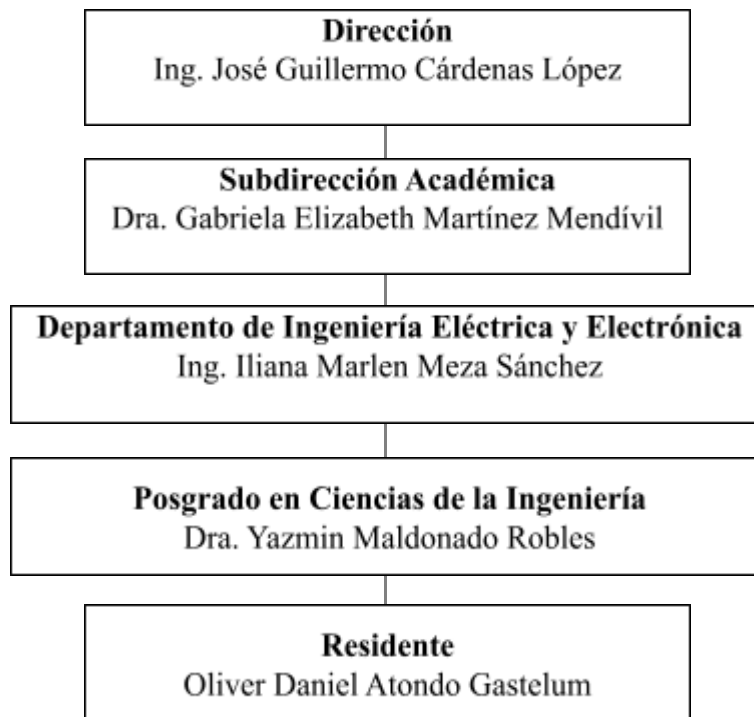 Dirección
Ing. José Guillermo Cárdenas López
Subdirección Académica
Dra. Gabriela Elizabeth Martínez Mendívil
Departamento de Ingeniería Eléctrica y Electrónica
Ing. Iliana Marlen Meza Sánchez
Posgrado en Ciencias de la Ingeniería
Dra. Yazmin Maldonado Robles
Residente
Oliver Daniel Atondo Gastelum